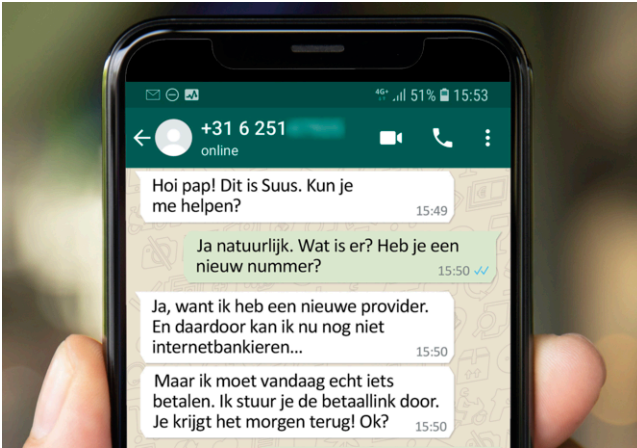 4G+ 51% 15:53
+31 6 251
online
Hoi pap! Dit is Suus. Kun je
me helpen?
15:49
Ja natuurlijk. Wat is er? Heb je een
nieuw nummer?
15:50
Ja, want ik heb een nieuwe provider.
En daardoor kan ik nu nog niet
internetbankieren...
15:50
Maar ik moet vandaag echt iets
betalen. Ik stuur je de betaallink door.
Je krijgt het morgen terug! Ok?
15:50